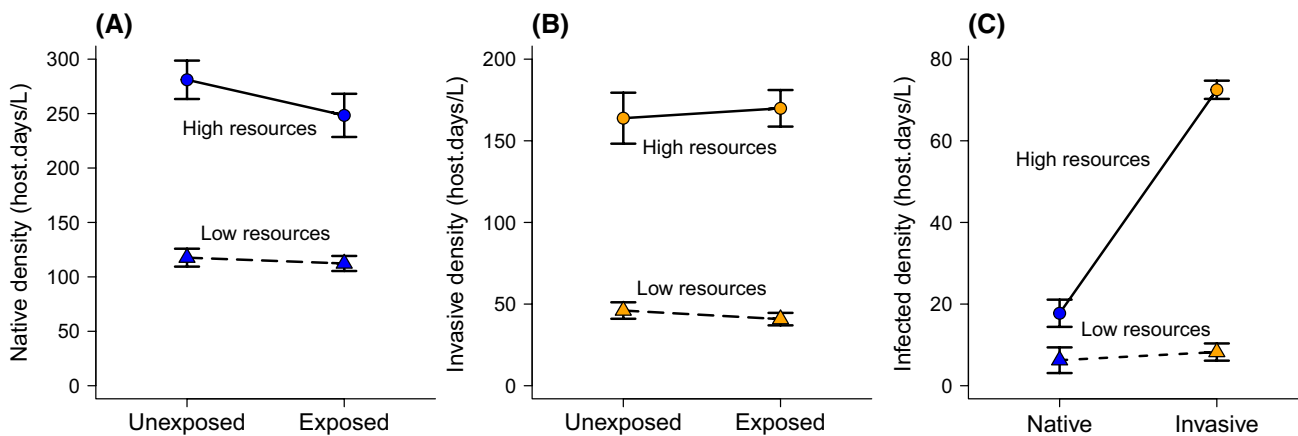 (A)
Native density (host.days/L)
300
250
200
150
100
50
0
High resources
Low resources
Unexposed Exposed
(B)
Invasive density (host.days/L)
200
150
100
50
0
High resources
Low resources
Unexposed Exposed
(C)
Infected density (host.days/L)
80
60
40
20
0
High resources
Low resources
Native Invasive